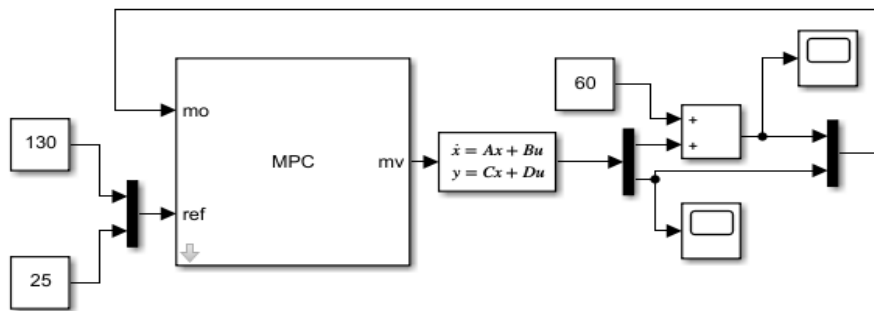 60
mo
130
MPC
mv
ẋ = Ax + Bu
y = Cx + Du
+
+
ref
25